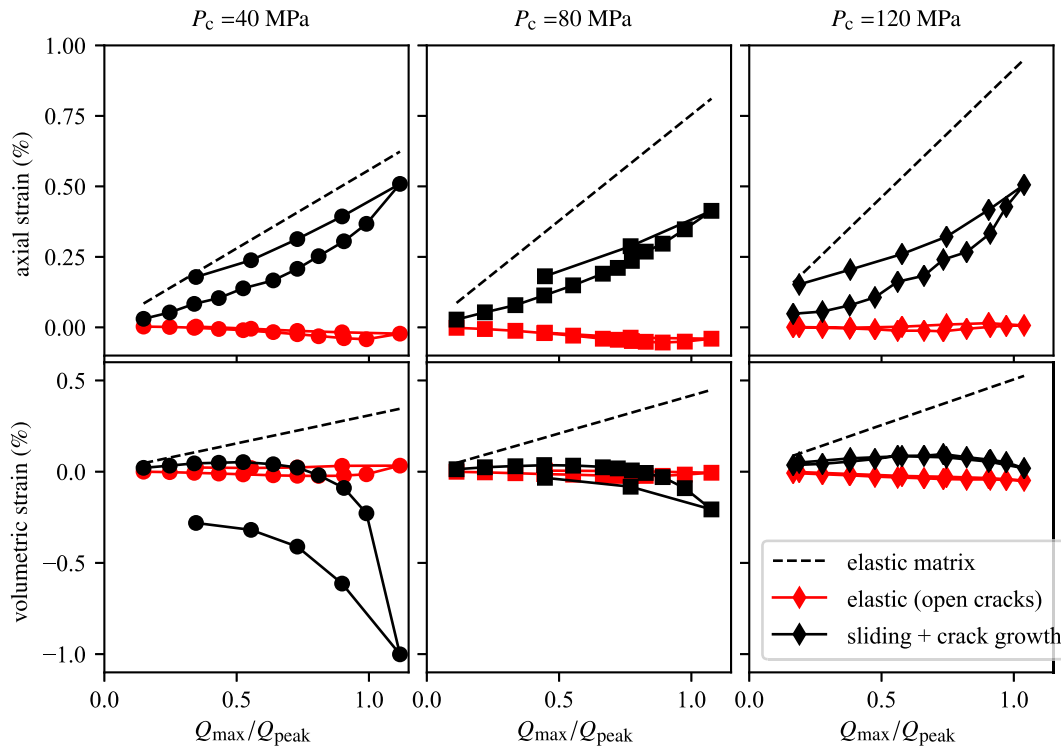 P_c =40 MPa
P_c =80 MPa
P_c =120 MPa
1.00
0.75
0.50
0.25
0.00
axial strain (%)
0.5
0.0
−0.5
−1.0
volumetric strain (%)
elastic matrix
elastic (open cracks)
sliding + crack growth
0.0 0.5 1.0
0.0 0.5 1.0
0.0 0.5 1.0
Q_max/Q_peak
Q_max/Q_peak
Q_max/Q_peak